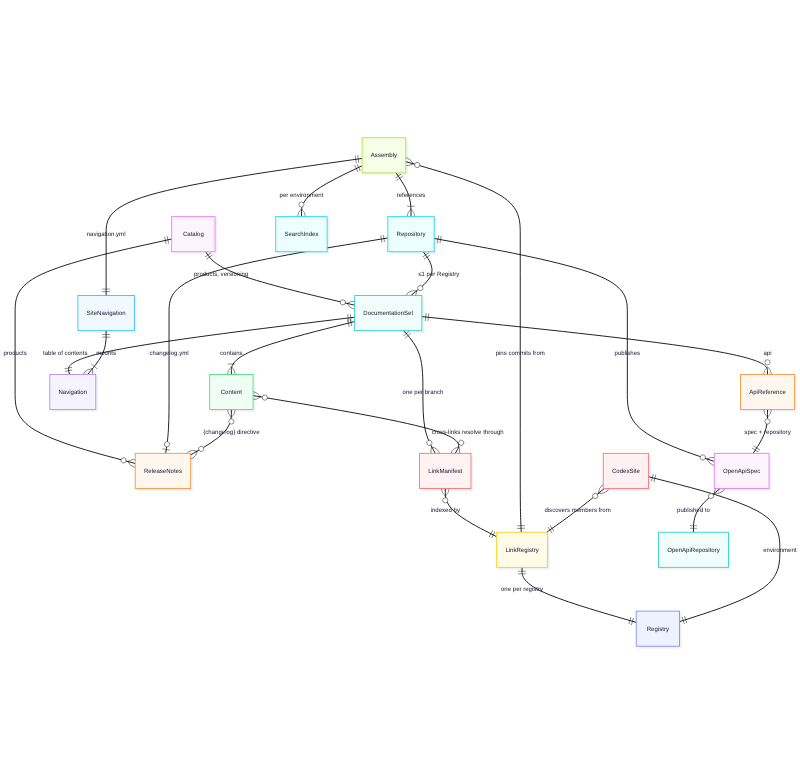 Assembly
per environment
references
navigation.yml
Catalog
SearchIndex
Repository
products, versioning
≤1 per Registry
SiteNavigation
DocumentationSet
products
table of contents
mounts
changelog.yml
contains
pins commits from
publishes
api
Navigation
Content
one per branch
ApiReference
{changelog} directive
cross-links resolve through
spec + repository
ReleaseNotes
LinkManifest
CodexSite
OpenApiSpec
indexed by
discovers members from
published to
LinkRegistry
OpenApiRepository
environment
one per registry
Registry